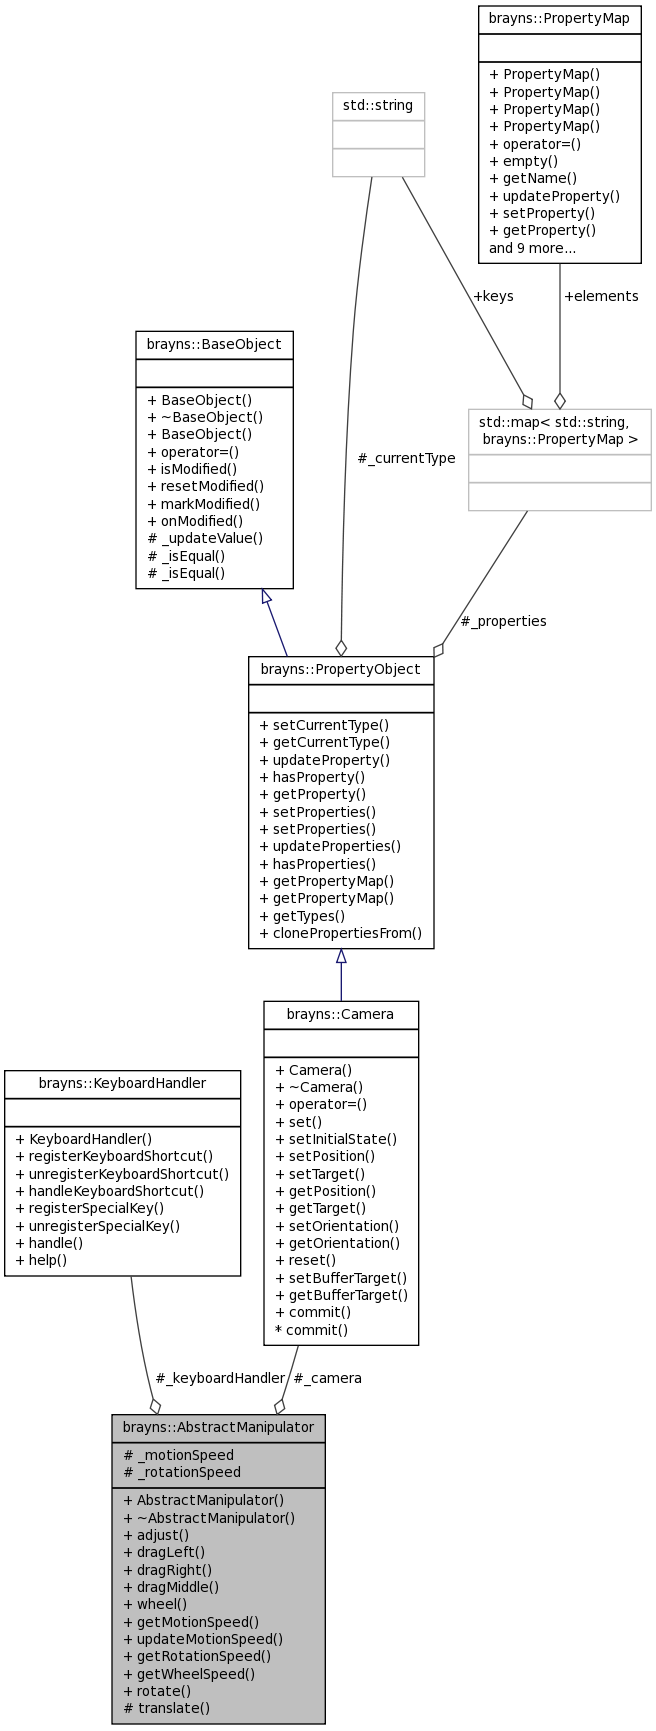 brayns::PropertyMap
+ PropertyMap()
+ PropertyMap()
+ PropertyMap()
+ PropertyMap()
+ operator=()
+ empty()
+ getName()
+ updateProperty()
+ setProperty()
+ getProperty()
and 9 more...
std::string
+keys
+elements
brayns::BaseObject
+ BaseObject()
+ ~BaseObject()
+ BaseObject()
+ operator=()
+ isModified()
+ resetModified()
+ markModified()
+ onModified()
# _updateValue()
# _isEqual()
# _isEqual()
std::map< std::string,
brayns::PropertyMap >
#_currentType
#_properties
brayns::PropertyObject
+ setCurrentType()
+ getCurrentType()
+ updateProperty()
+ hasProperty()
+ getProperty()
+ setProperties()
+ setProperties()
+ updateProperties()
+ hasProperties()
+ getPropertyMap()
+ getPropertyMap()
+ getTypes()
+ clonePropertiesFrom()
brayns::Camera
+ Camera()
+ ~Camera()
+ operator=()
+ set()
+ setInitialState()
+ setPosition()
+ setTarget()
+ getPosition()
+ getTarget()
+ setOrientation()
+ getOrientation()
+ reset()
+ setBufferTarget()
+ getBufferTarget()
+ commit()
* commit()
brayns::KeyboardHandler
+ KeyboardHandler()
+ registerKeyboardShortcut()
+ unregisterKeyboardShortcut()
+ handleKeyboardShortcut()
+ registerSpecialKey()
+ unregisterSpecialKey()
+ handle()
+ help()
#_keyboardHandler
#_camera
brayns::AbstractManipulator
# _motionSpeed
# _rotationSpeed
+ AbstractManipulator()
+ ~AbstractManipulator()
+ adjust()
+ dragLeft()
+ dragRight()
+ dragMiddle()
+ wheel()
+ getMotionSpeed()
+ updateMotionSpeed()
+ getRotationSpeed()
+ getWheelSpeed()
+ rotate()
# translate()